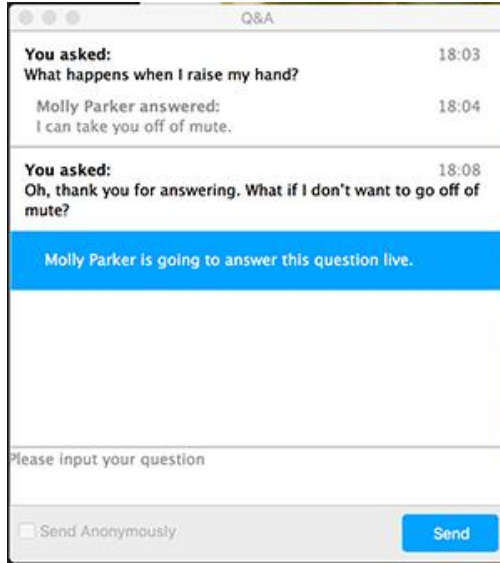 Q&A
You asked: 18:03
What happens when I raise my hand?
Molly Parker answered: 18:04
I can take you off of mute.
You asked: 18:08
Oh, thank you for answering. What if I don't want to go off of
mute?
Molly Parker is going to answer this question live.
Please input your question
Send Anonymously
Send